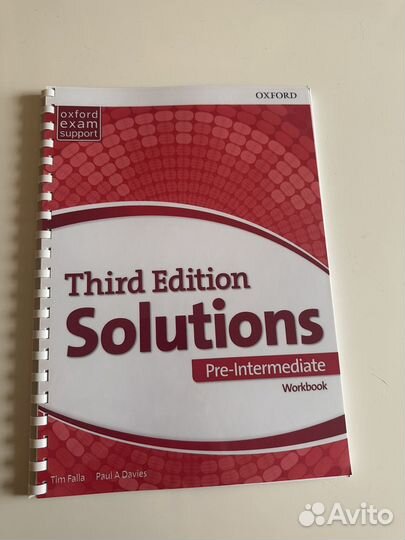 OXFORD
oxford
exam
support
Third Edition
Solutions
Pre-Intermediate
Workbook
Tim Falla Paul A Davies
Avito